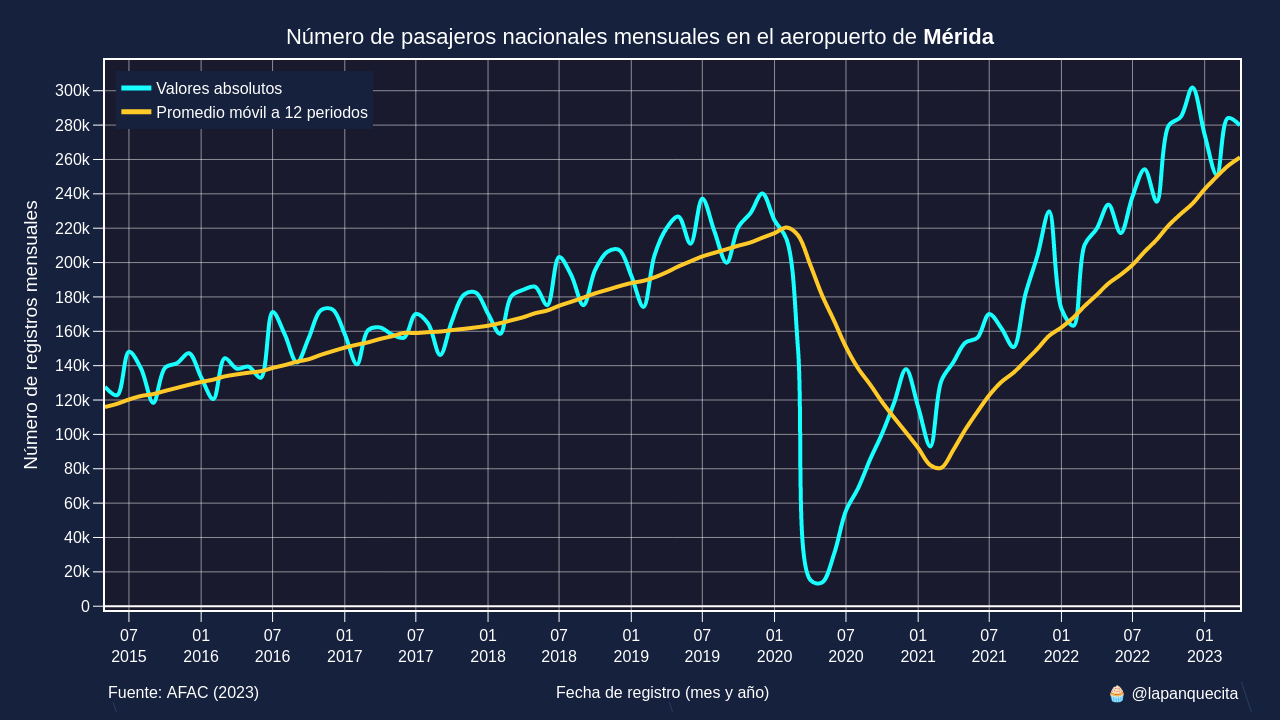 Número de pasajeros nacionales mensuales en el aeropuerto de Mérida
Valores absolutos
Promedio móvil a 12 periodos
Número de registros mensuales
300k
280k
260k
240k
220k
200k
180k
160k
140k
120k
100k
80k
60k
40k
20k
0
07 01 07 01 07 01 07 01 07 01 07 01 07 01 07 01
2015 2016 2016 2017 2017 2018 2018 2019 2019 2020 2020 2021 2021 2022 2022 2023
Fuente: AFAC (2023)
Fecha de registro (mes y año)
🧁 @lapanquecita